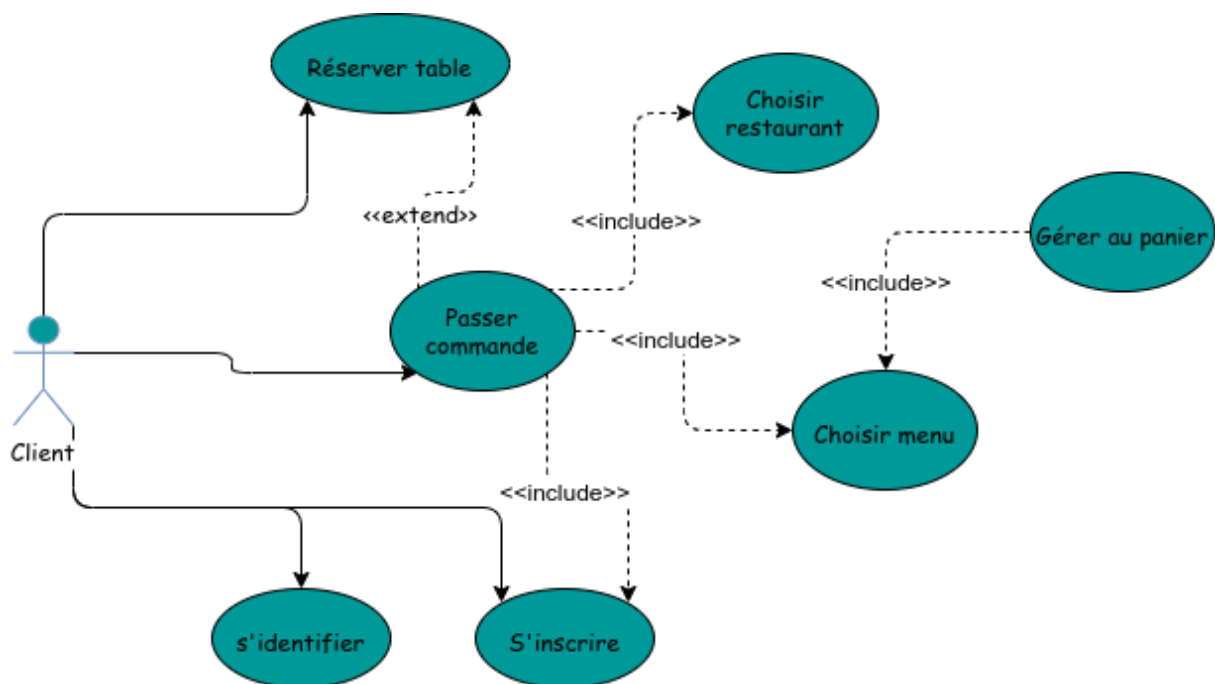 Réserver table
Choisir
restaurant
‹‹extend››
<<include>>
Gérer au panier
<<include>>
Passer
commande
<<include>>
Choisir menu
Client
<<include>>
s'identifier
S'inscrire